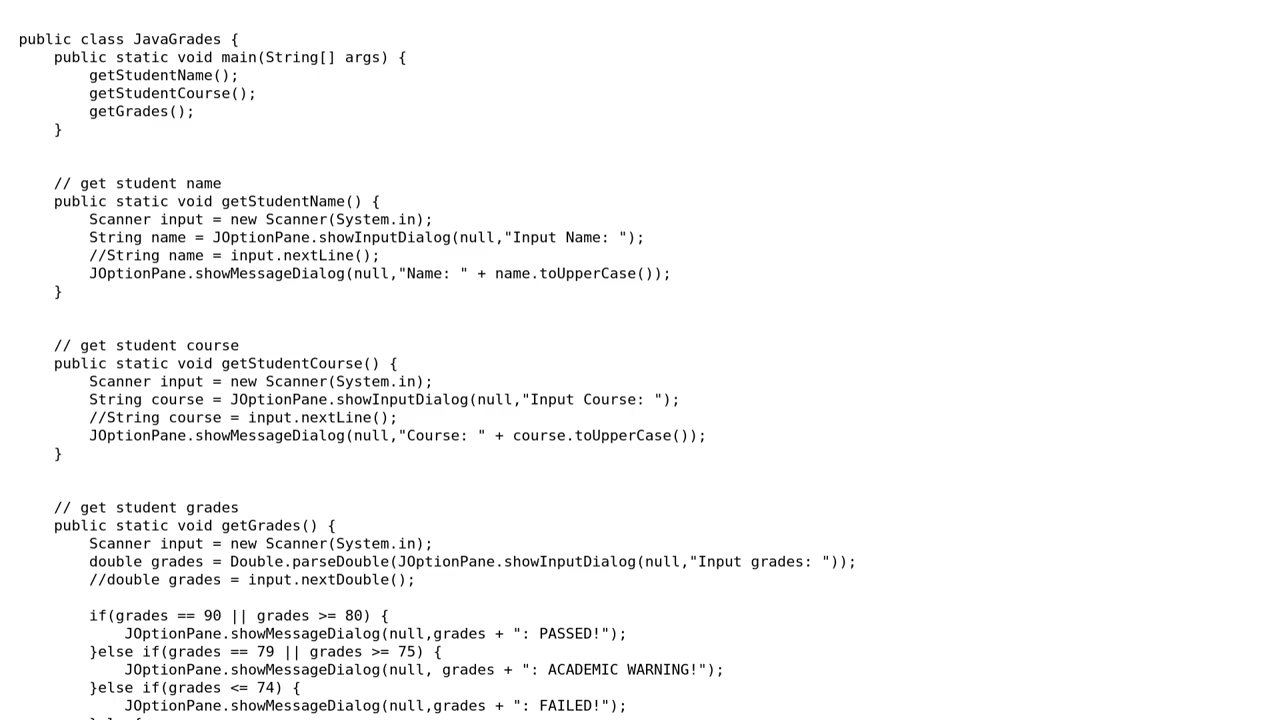 public class JavaGrades {
    public static void main(String[] args) {
        getStudentName();
        getStudentCourse();
        getGrades();
    }
    // get student name
    public static void getStudentName() {
        Scanner input = new Scanner(System.in);
        String name = JOptionPane.showInputDialog(null,"Input Name: ");
        //String name = input.nextLine();
        JOptionPane.showMessageDialog(null,"Name: " + name.toUpperCase());
    }
    // get student course
    public static void getStudentCourse() {
        Scanner input = new Scanner(System.in);
        String course = JOptionPane.showInputDialog(null,"Input Course: ");
        //String course = input.nextLine();
        JOptionPane.showMessageDialog(null,"Course: " + course.toUpperCase());
    }
    // get student grades
    public static void getGrades() {
        Scanner input = new Scanner(System.in);
        double grades = Double.parseDouble(JOptionPane.showInputDialog(null,"Input grades: "));
        //double grades = input.nextDouble();
        if(grades == 90 || grades >= 80) {
            JOptionPane.showMessageDialog(null,grades + ": PASSED!");
        }else if(grades == 79 || grades >= 75) {
            JOptionPane.showMessageDialog(null, grades + ": ACADEMIC WARNING!");
        }else if(grades <= 74) {
            JOptionPane.showMessageDialog(null,grades + ": FAILED!");